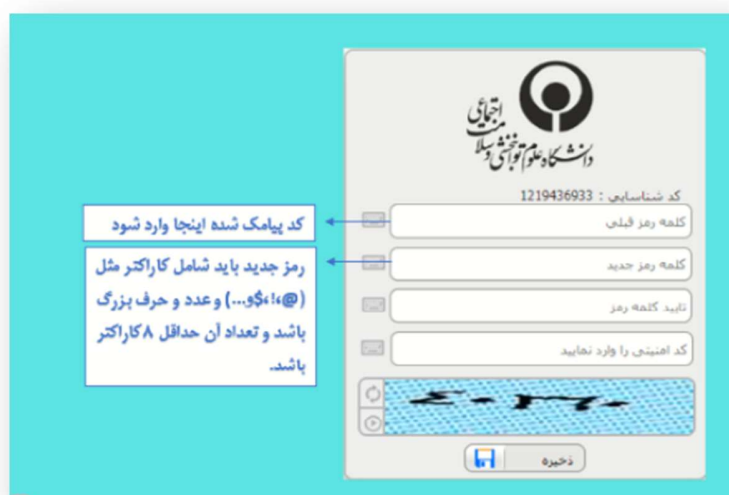 دانشگاه علوم توانبخشی و سلامت اجتماعی
کد شناسایی : 1219436933
کلمه رمز قبلی
کد پیامک شده اینجا وارد شود
کلمه رمز جدید
رمز جدید باید شامل کاراکتر مثل
(@،!،$و...) و عدد و حرف بزرگ
باشد و تعداد آن حداقل ۸ کاراکتر
باشد.
تایید کلمه رمز
کد امنیتی را وارد نمایید
ذخیره